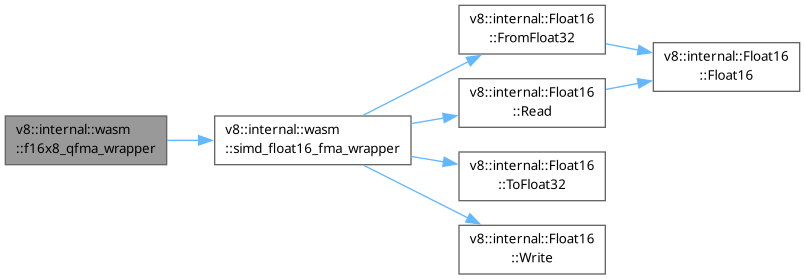 v8::internal::wasm
::f16x8_qfma_wrapper
v8::internal::wasm
::simd_float16_fma_wrapper
v8::internal::Float16
::FromFloat32
v8::internal::Float16
::Read
v8::internal::Float16
::ToFloat32
v8::internal::Float16
::Write
v8::internal::Float16
::Float16